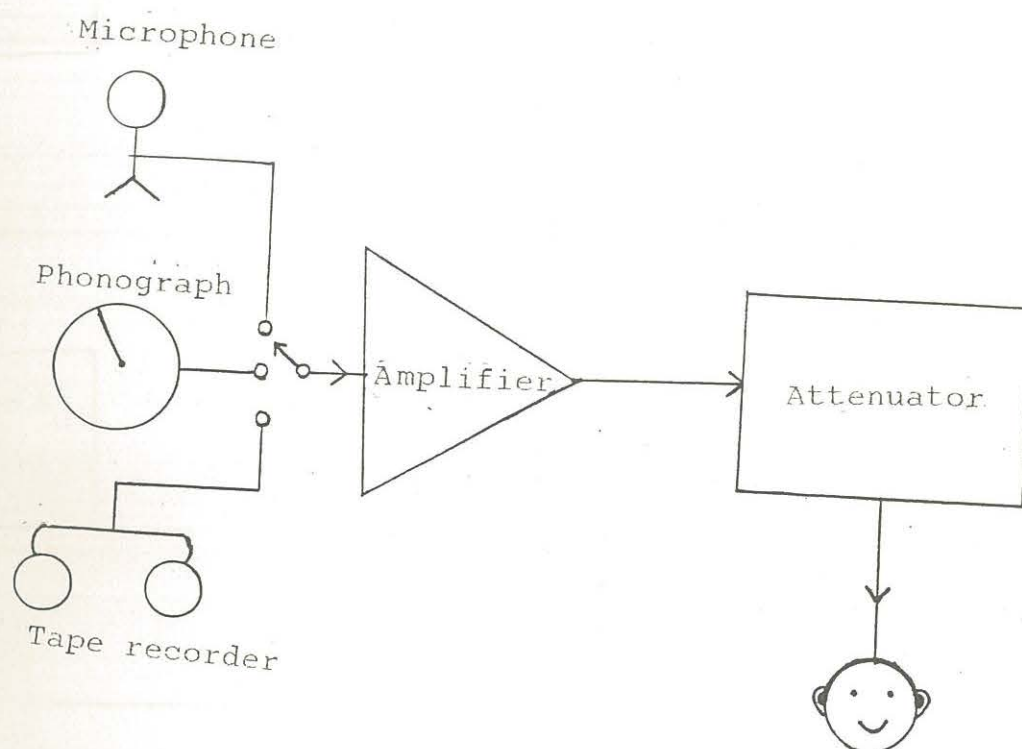 Microphone
Phonograph
Amplifier
Attenuator
Tape recorder